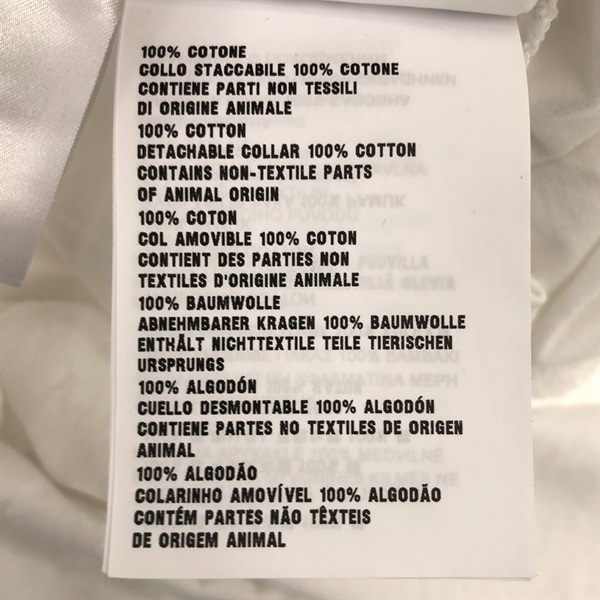 100% COTONE
COLLO STACCABILE 100% COTONE
CONTIENE PARTI NON TESSILI
DI ORIGINE ANIMALE
100% COTTON
DETACHABLE COLLAR 100% COTTON
CONTAINS NON-TEXTILE PARTS
OF ANIMAL ORIGIN
100% COTON
COL AMOVIBLE 100% COTON
CONTIENT DES PARTIES NON
TEXTILES D'ORIGINE ANIMALE
100% BAUMWOLLE
ABNEHMBARER KRAGEN 100% BAUMWOLLE
ENTHÄLT NICHTTEXTILE TEILE TIERISCHEN
URSPRUNGS
100% ALGODÓN
CUELLO DESMONTABLE 100% ALGODÓN
CONTIENE PARTES NO TEXTILES DE ORIGEN
ANIMAL
100% ALGODÃO
COLARINHO AMOVÍVEL 100% ALGODÃO
CONTÉM PARTES NÃO TÊXTEIS
DE ORIGEM ANIMAL